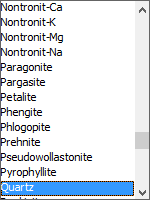 Nontronit-Ca
Nontronit-K
Nontronit-Mg
Nontronit-Na
Paragonite
Pargasite
Petalite
Phengite
Phlogopite
Prehnite
Pseudowollastonite
Pyrophyllite
Quartz